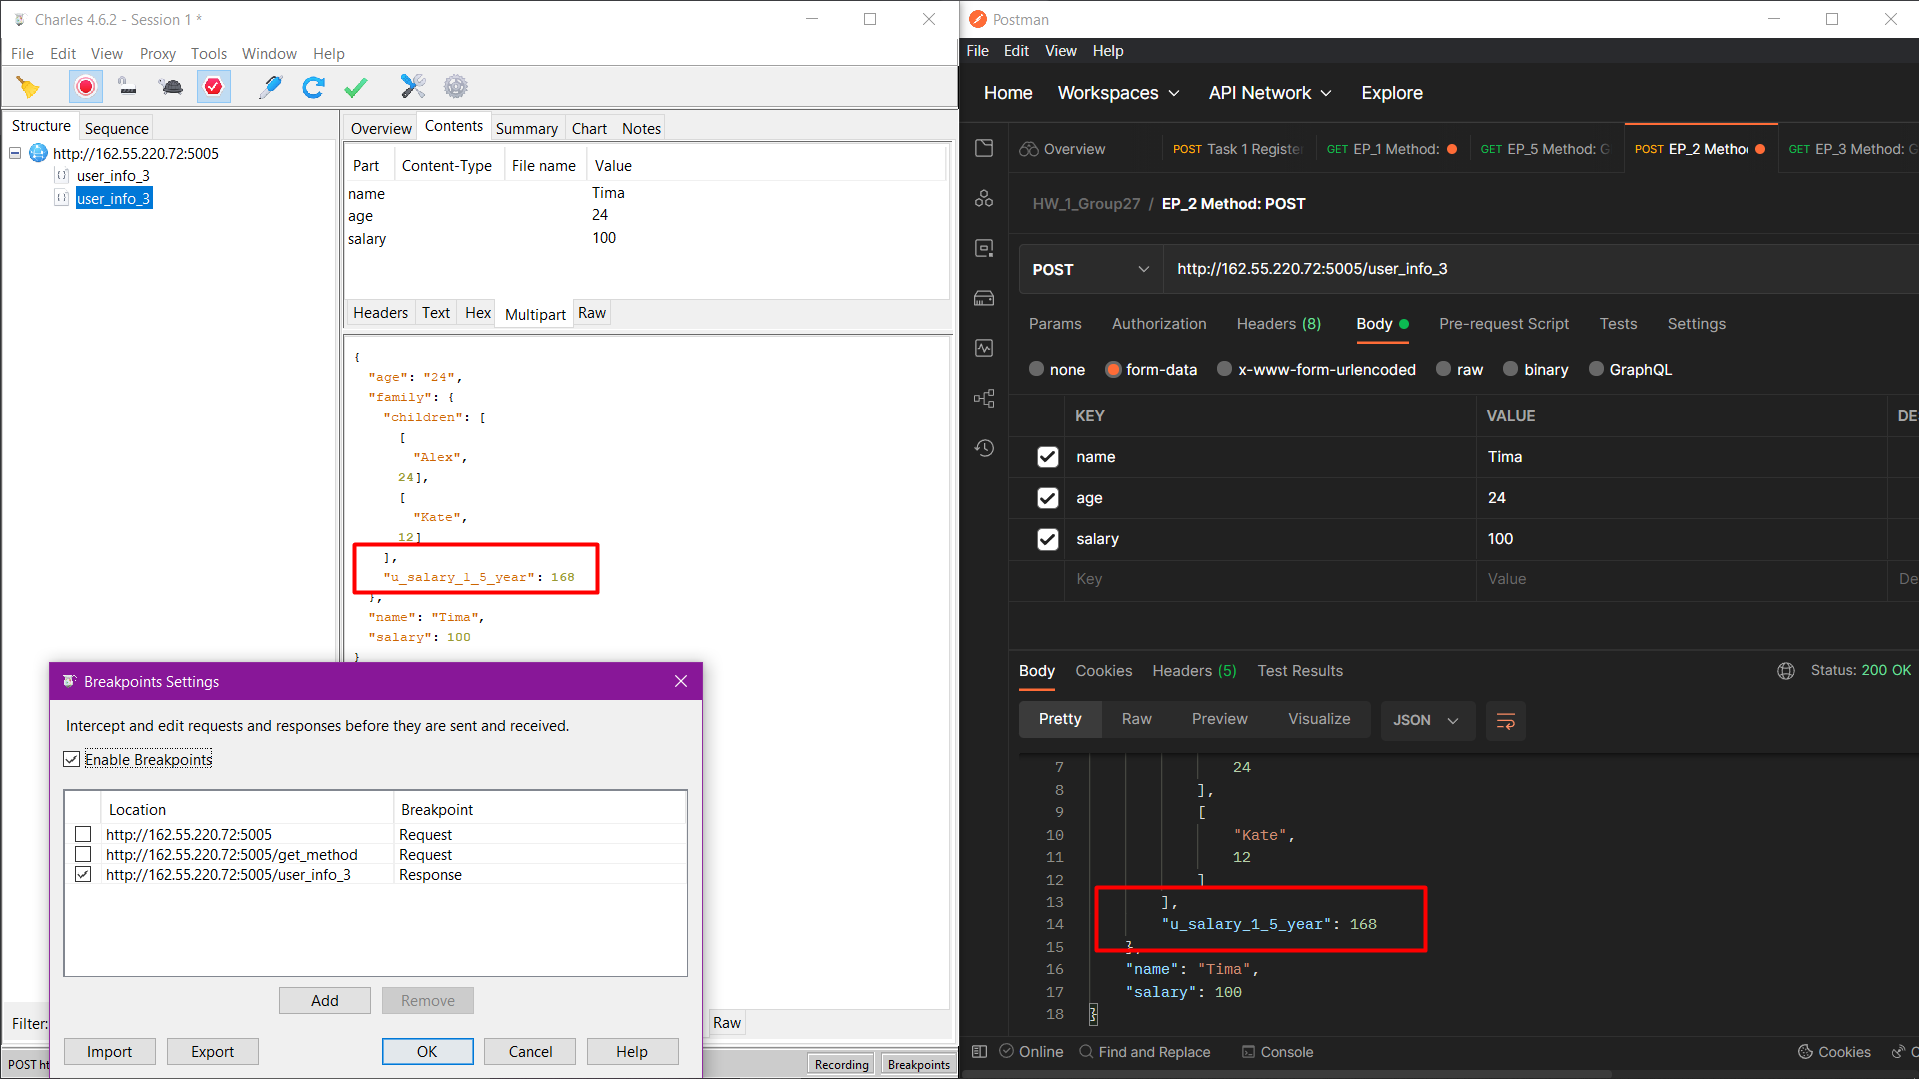 Charles 4.6.2 - Session 1 *
File Edit View Proxy Tools Window Help
Structure Sequence
http://162.55.220.72:5005
user_info_3
user_info_3
Overview Contents Summary Chart Notes
Part Content-Type File name Value
name Tima
age 24
salary 100
Headers Text Hex Multipart Raw
{
"age": "24",
"family": {
"children": [
[
"Alex",
24],
[
"Kate",
12]
],
"u_salary_1_5_year": 168
},
"name": "Tima",
"salary": 100
}
Breakpoints Settings
Intercept and edit requests and responses before they are sent and received.
Enable Breakpoints
Location Breakpoint
http://162.55.220.72:5005 Request
http://162.55.220.72:5005/get_method Request
http://162.55.220.72:5005/user_info_3 Response
Add Remove
Import Export OK Cancel Help
Filter:
Raw
POST ht
Recording Breakpoints
Postman
File Edit View Help
Home Workspaces API Network Explore
Overview POST Task 1 Register GET EP_1 Method: GET EP_5 Method: G POST EP_2 Method GET EP_3 Method: G
HW_1_Group27 / EP_2 Method: POST
POST http://162.55.220.72:5005/user_info_3
Params Authorization Headers (8) Body Pre-request Script Tests Settings
none form-data x-www-form-urlencoded raw binary GraphQL
KEY VALUE DE
name Tima
age 24
salary 100
Key Value De
Body Cookies Headers (5) Test Results Status: 200 OK
Pretty Raw Preview Visualize JSON
7 24
8 ],
9 [
10 "Kate",
11 12
12 ]
13 ],
14 "u_salary_1_5_year": 168
15 },
16 "name": "Tima",
17 "salary": 100
18 }
Online Find and Replace Console Cookies C